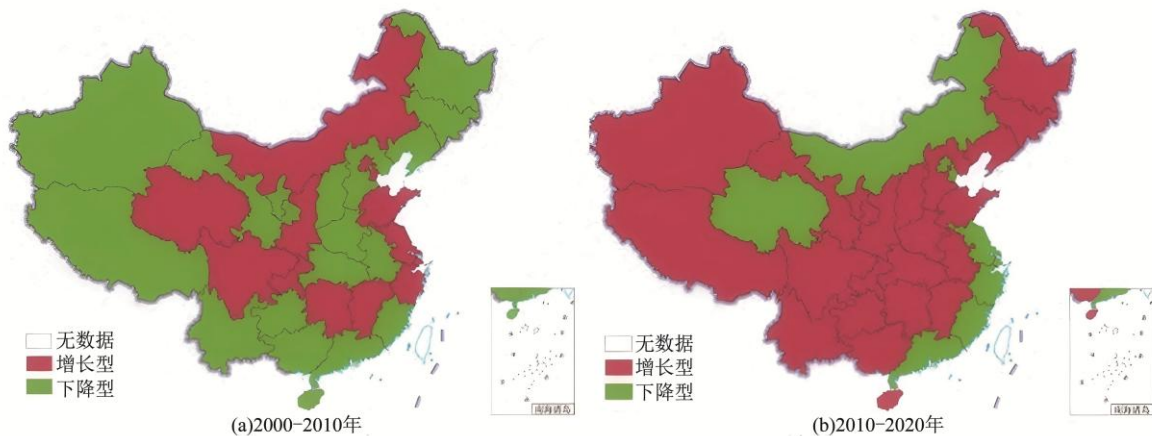 无数据
增长型
下降型
南海诸岛
(a)2000-2010年
无数据
增长型
下降型
南海诸岛
(b)2010-2020年